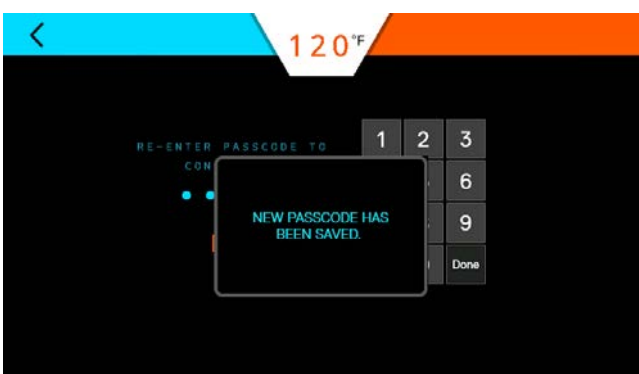 120°F
RE-ENTER PASSCODE TO
CON
1 2 3
6
9
Done
NEW PASSCODE HAS
BEEN SAVED.